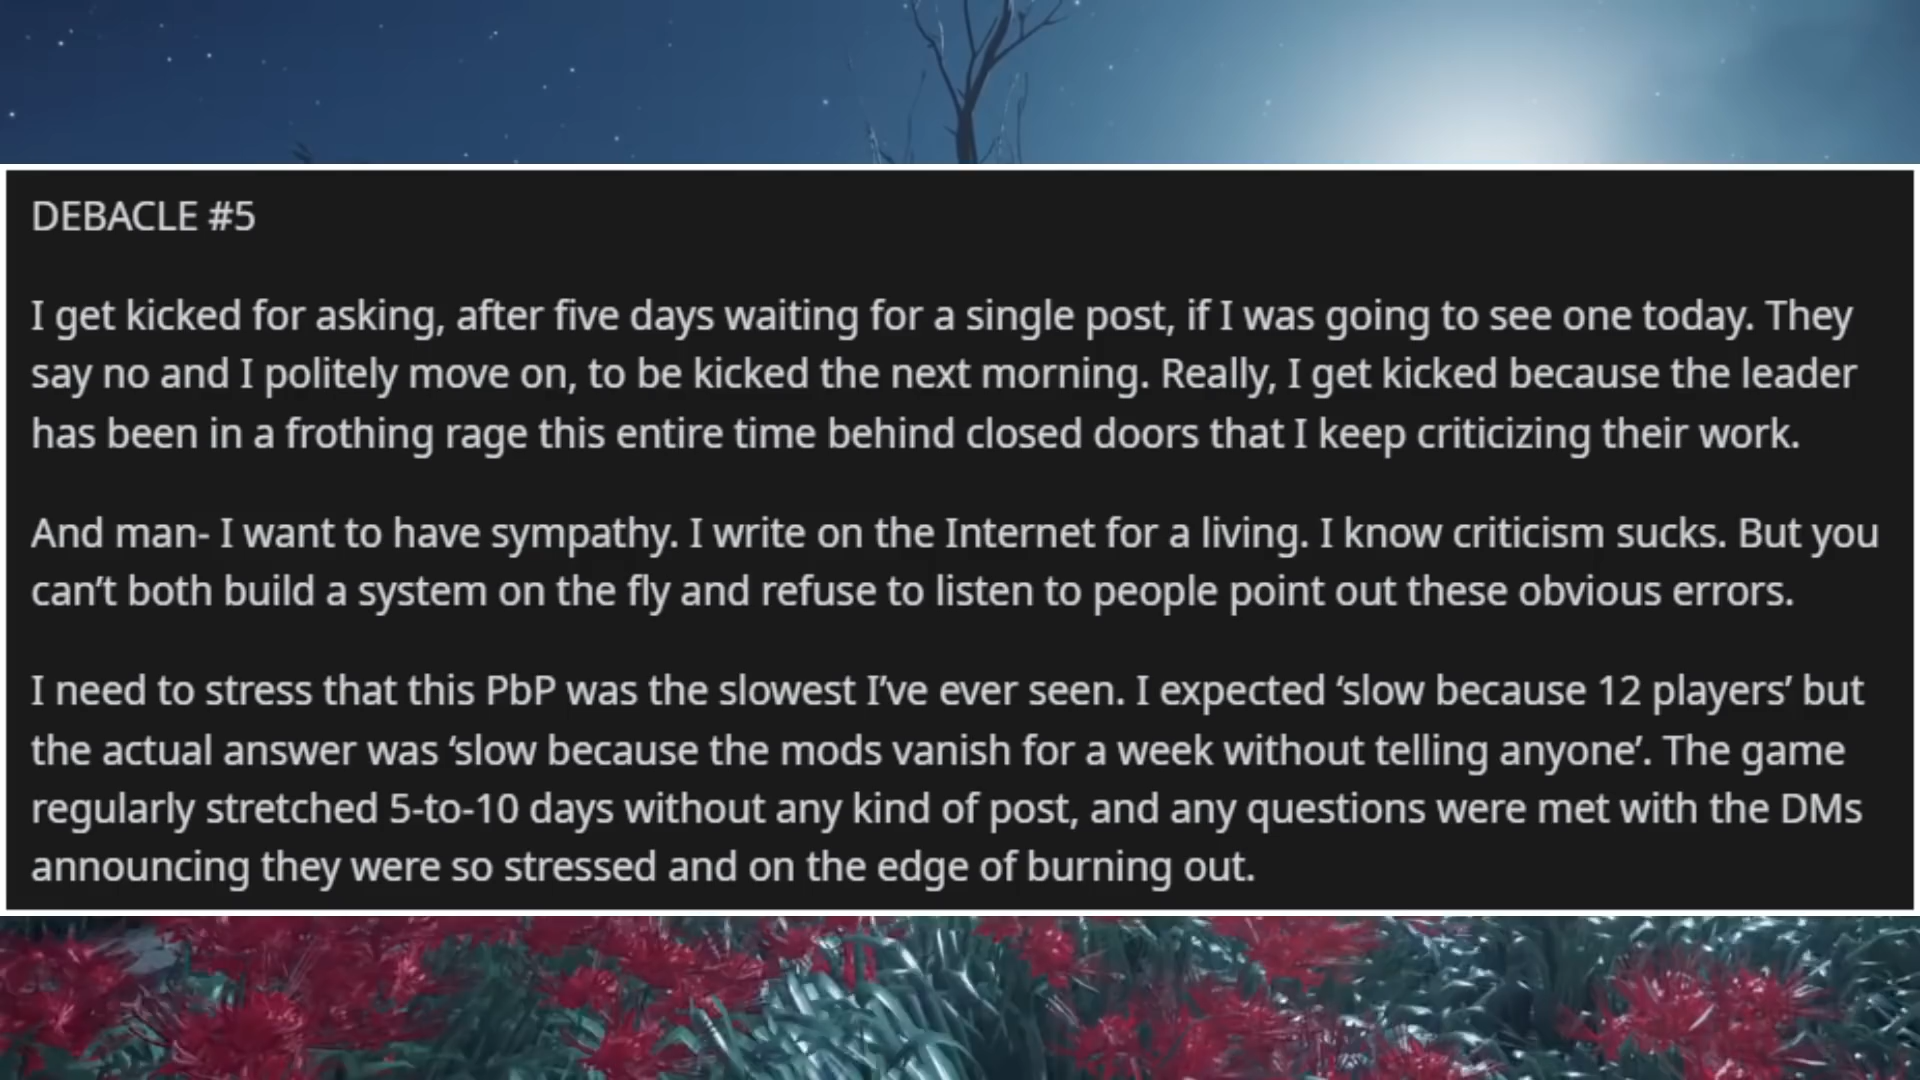 DEBACLE #5
I get kicked for asking, after five days waiting for a single post, if I was going to see one today. They
say no and I politely move on, to be kicked the next morning. Really, I get kicked because the leader
has been in a frothing rage this entire time behind closed doors that I keep criticizing their work.
And man- I want to have sympathy. I write on the Internet for a living. I know criticism sucks. But you
can’t both build a system on the fly and refuse to listen to people point out these obvious errors.
I need to stress that this PbP was the slowest I’ve ever seen. I expected ‘slow because 12 players’ but
the actual answer was ‘slow because the mods vanish for a week without telling anyone’. The game
regularly stretched 5-to-10 days without any kind of post, and any questions were met with the DMs
announcing they were so stressed and on the edge of burning out.